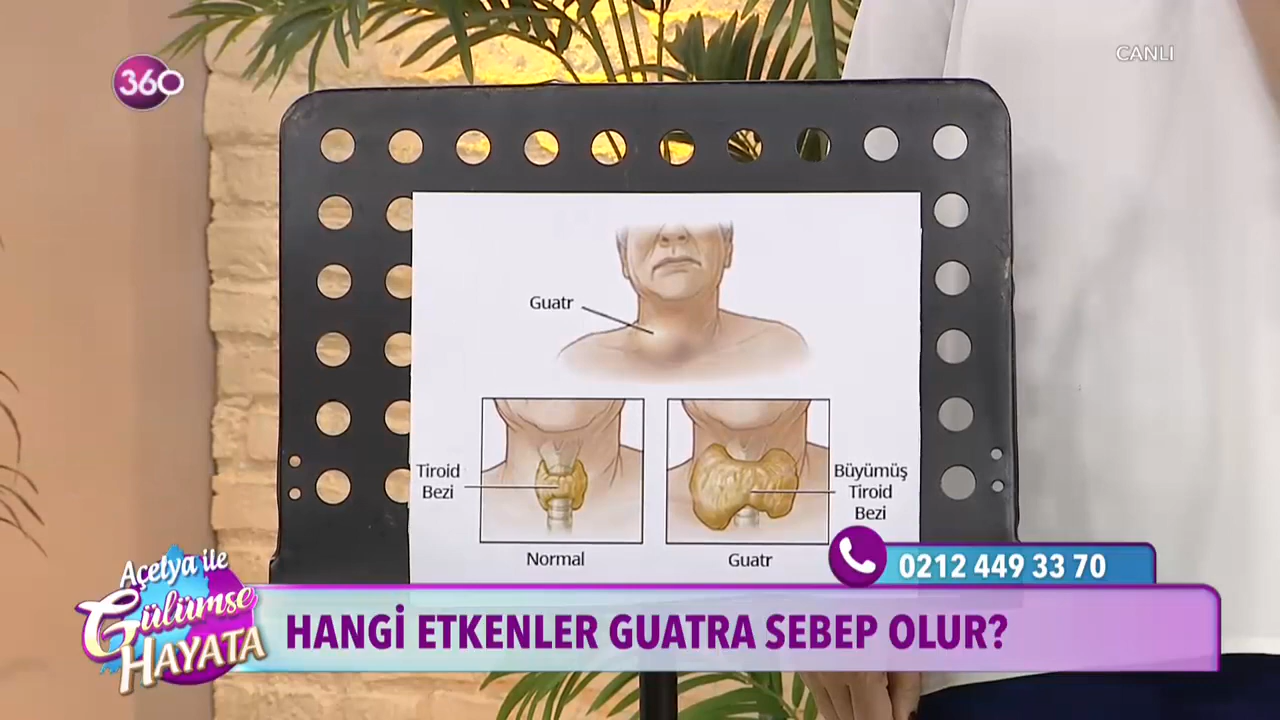 360
CANLI
Guatr
Tiroid
Bezi
Büyümüş
Tiroid
Bezi
Normal
Guatr
0212 449 33 70
Açelya ile
Gülümse
HAYATA
HANGİ ETKENLER GUATRA SEBEP OLUR?